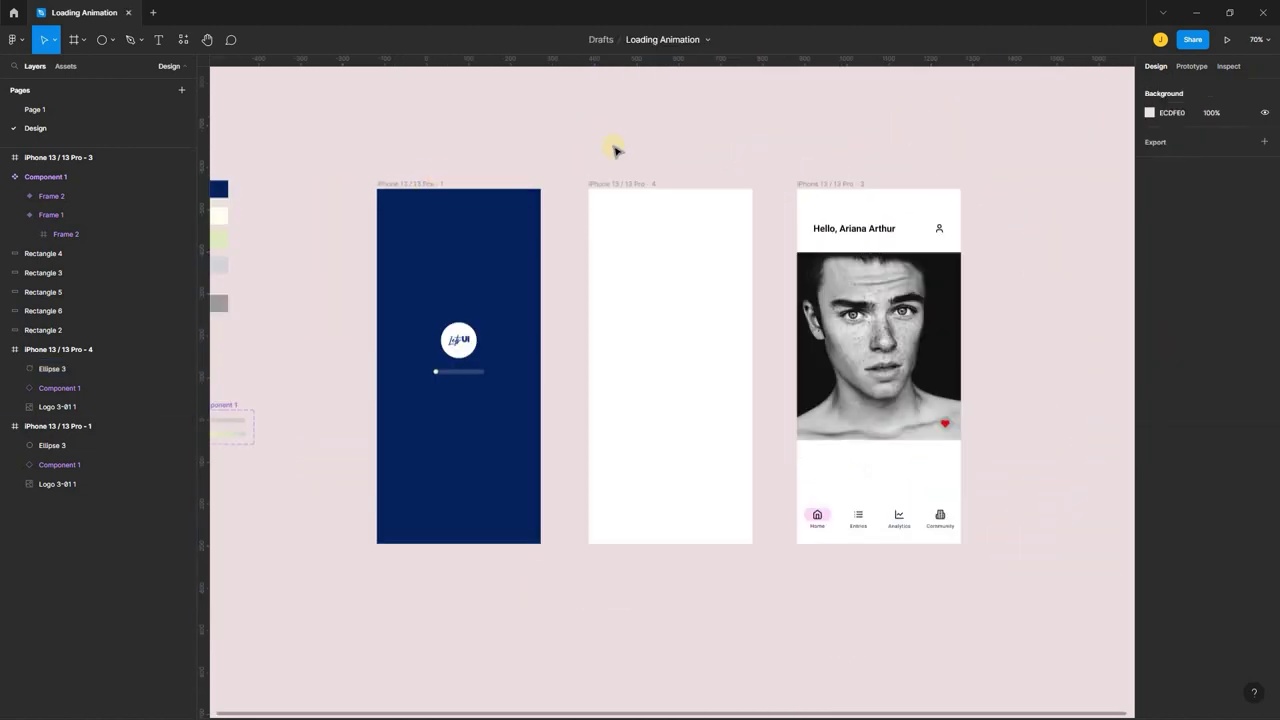 Loading Animation
Drafts / Loading Animation
J
Share
70%
Layers
Assets
Design
Pages
Page 1
Design
iPhone 13 / 13 Pro - 3
Component 1
Frame 2
Frame 1
Frame 2
Rectangle 4
Rectangle 3
Rectangle 5
Rectangle 6
Rectangle 2
iPhone 13 / 13 Pro - 4
Ellipse 3
Component 1
Logo 3-01 1
iPhone 13 / 13 Pro - 1
Ellipse 3
Component 1
Logo 3-01 1
ponent 1
iPhone 13 / 13 Pro - 1
iPhone 13 / 13 Pro - 4
iPhone 13 / 13 Pro - 3
UI
Hello, Ariana Arthur
Home
Entries
Analytics
Community
Design
Prototype
Inspect
Background
ECDFE0
100%
Export
?